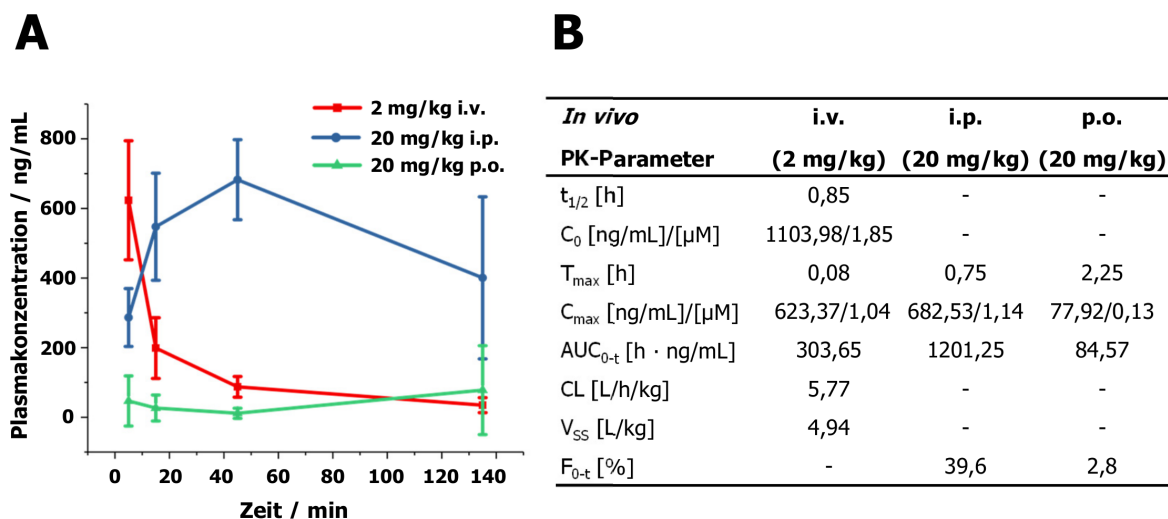 A
B
2 mg/kg i.v.
20 mg/kg i.p.
20 mg/kg p.o.
Plasmakonzentration / ng/mL
800
600
400
200
0
0 20 40 60 80 100 120 140
Zeit / min
In vivo i.v. i.p. p.o.
PK-Parameter (2 mg/kg) (20 mg/kg) (20 mg/kg)
t1/2 [h] 0,85 - -
C0 [ng/mL]/[µM] 1103,98/1,85 - -
Tmax [h] 0,08 0,75 2,25
Cmax [ng/mL]/[µM] 623,37/1,04 682,53/1,14 77,92/0,13
AUC0-t [h · ng/mL] 303,65 1201,25 84,57
CL [L/h/kg] 5,77 - -
VSS [L/kg] 4,94 - -
F0-t [%] - 39,6 2,8